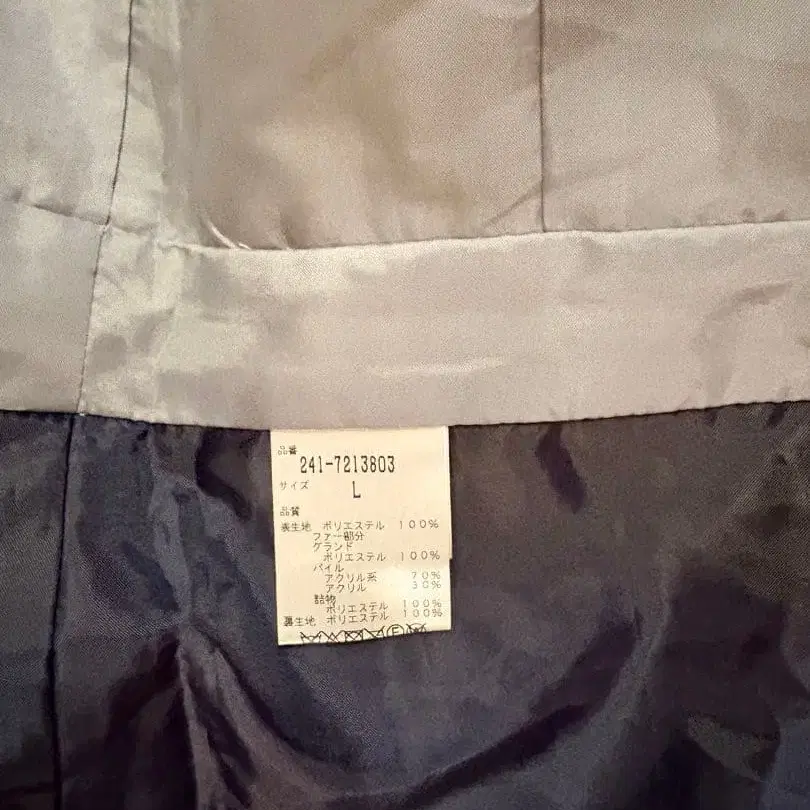 品番
241-7213803
サイズ L
品質
表生地 ポリエステル 100%
ファー部分
グランド
ポリエステル 100%
パイル
アクリル系 70%
アクリル 30%
詰物
ポリエステル 100%
裏生地 ポリエステル 100%
F